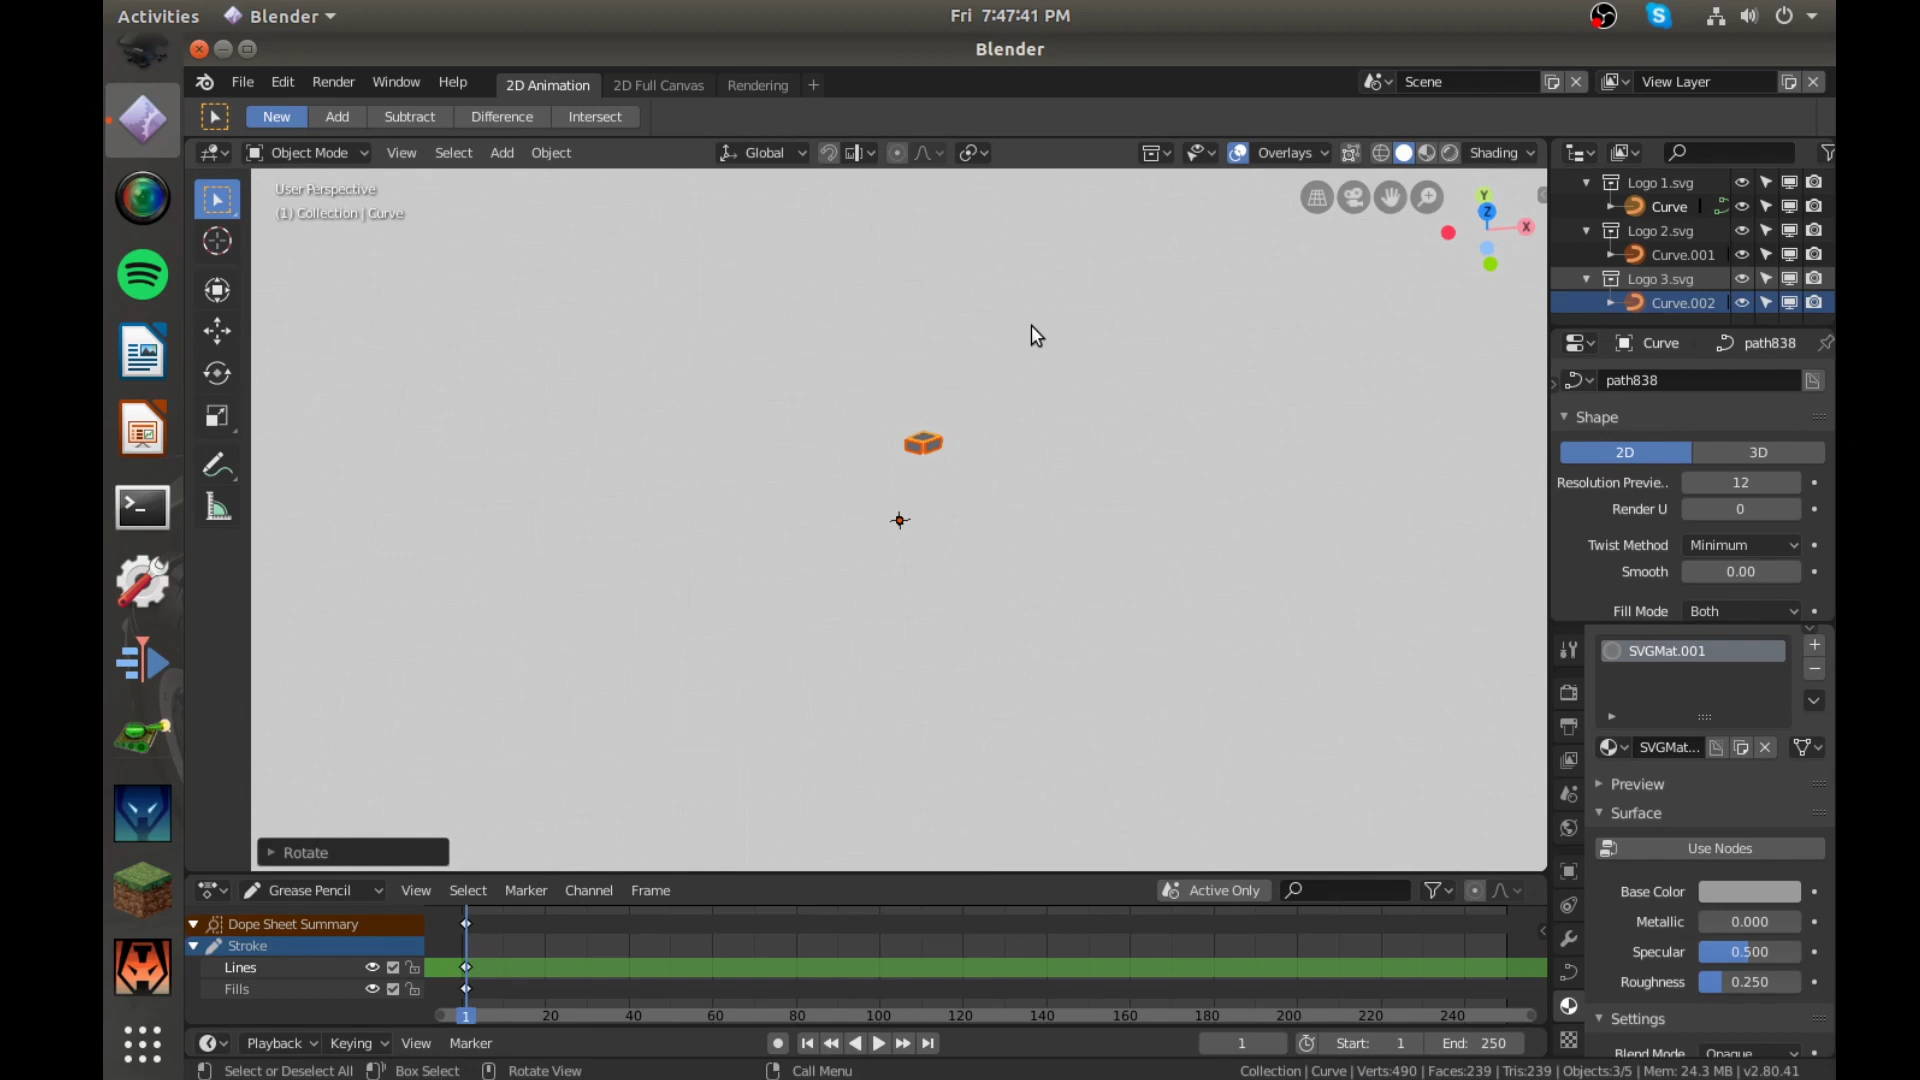 Activities Blender Fri 7:47:41 PM
Blender
File Edit Render Window Help 2D Animation 2D Full Canvas Rendering + Scene View Layer
New Add Subtract Difference Intersect
Object Mode View Select Add Object Global Overlays Shading
User Perspective
(1) Collection | Curve
Y
Z
X
Logo 1.svg
Curve
Logo 2.svg
Curve.001
Logo 3.svg
Curve.002
Curve path838
path838
Shape
2D 3D
Resolution Previe.. 12
Render U 0
Twist Method Minimum
Smooth 0.00
Fill Mode Both
SVGMat.001
SVGMat...
Preview
Surface
Use Nodes
Base Color
Metallic 0.000
Specular 0.500
Roughness 0.250
Settings
Blend Mode Opaque
Rotate
Grease Pencil View Select Marker Channel Frame Active Only
Dope Sheet Summary
Stroke
Lines
Fills
1 20 40 60 80 100 120 140 160 180 200 220 240
Playback Keying View Marker 1 Start: 1 End: 250
Select or Deselect All Box Select Rotate View Call Menu Collection | Curve | Verts:490 | Faces:239 | Tris:239 | Objects:3/5 | Mem: 24.3 MB | v2.80.41